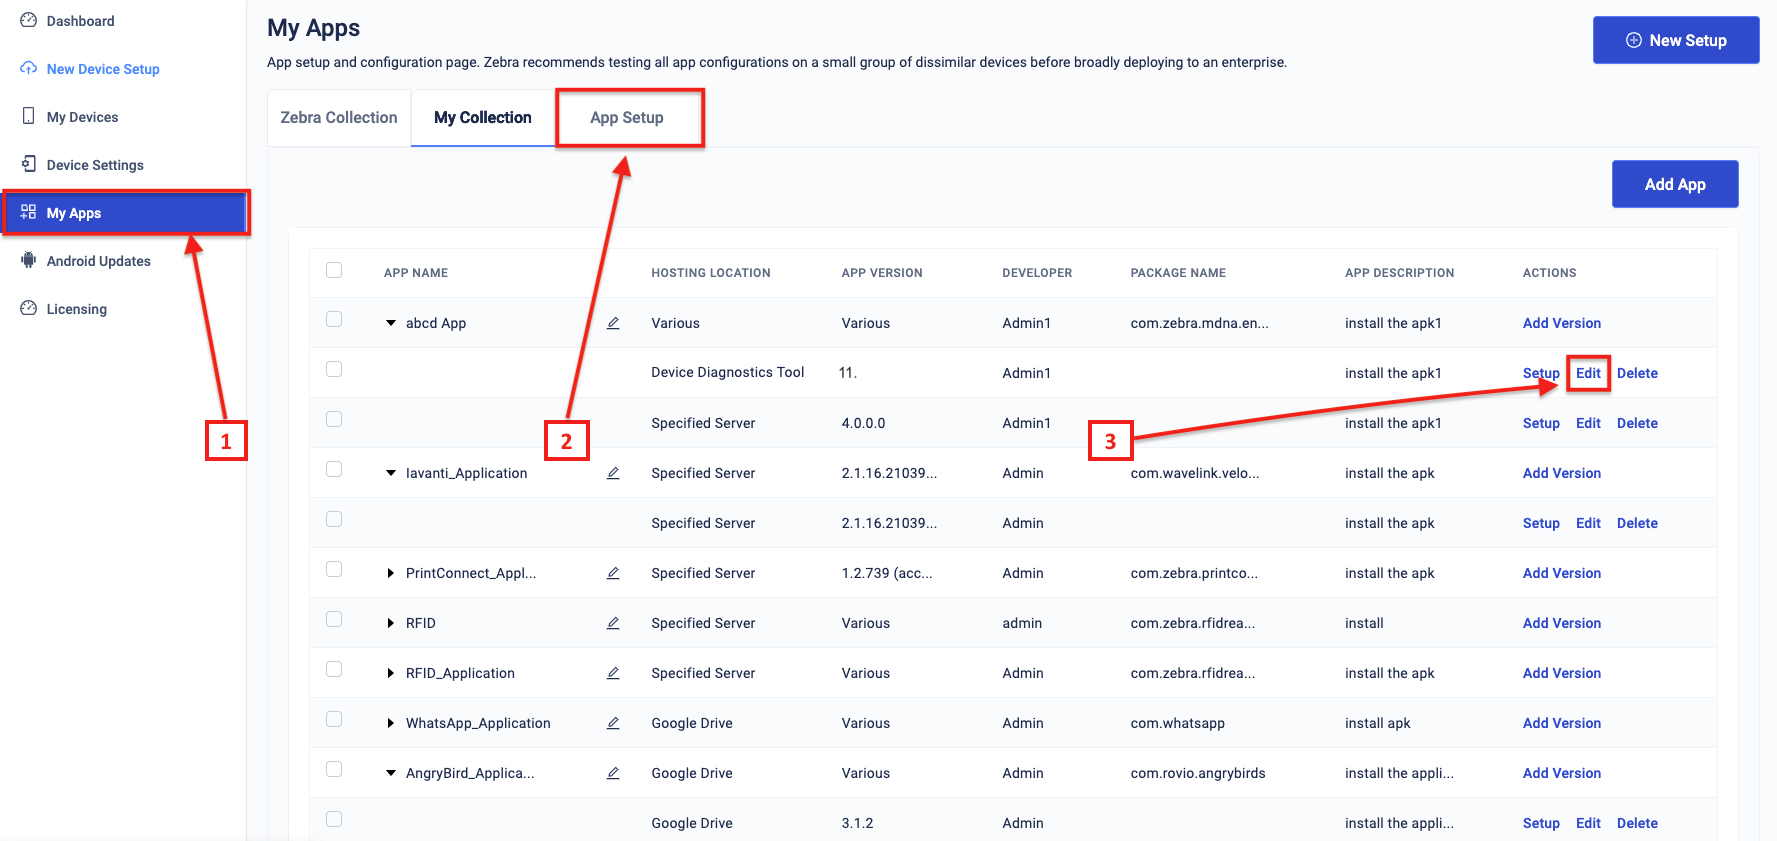 Dashboard
New Device Setup
My Devices
Device Settings
My Apps
Android Updates
Licensing
My Apps
App setup and configuration page. Zebra recommends testing all app configurations on a small group of dissimilar devices before broadly deploying to an enterprise.
New Setup
Zebra Collection My Collection App Setup
Add App
APP NAME HOSTING LOCATION APP VERSION DEVELOPER PACKAGE NAME APP DESCRIPTION ACTIONS
abcd App Various Various Admin1 com.zebra.mdna.en... install the apk1 Add Version
Device Diagnostics Tool 11. Admin1 install the apk1 Setup Edit Delete
Specified Server 4.0.0.0 Admin1 install the apk1 Setup Edit Delete
lavanti_Application Specified Server 2.1.16.21039... Admin com.wavelink.velo... install the apk Add Version
Specified Server 2.1.16.21039... Admin install the apk Setup Edit Delete
PrintConnect_Appl... Specified Server 1.2.739 (acc... Admin com.zebra.printco... install the apk Add Version
RFID Specified Server Various admin com.zebra.rfidrea... install Add Version
RFID_Application Specified Server Various Admin com.zebra.rfidrea... install the apk Add Version
WhatsApp_Application Google Drive Various Admin com.whatsapp install apk Add Version
AngryBird_Applica... Google Drive Various Admin com.rovio.angrybirds install the appli... Add Version
Google Drive 3.1.2 Admin install the appli... Setup Edit Delete
1
2
3